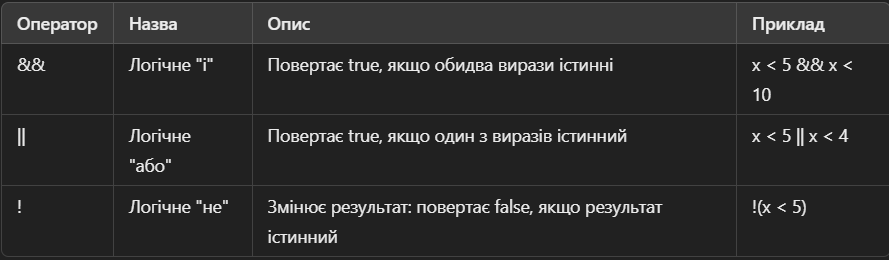 Оператор Назва Опис Приклад
&& Логічне "і" Повертає true, якщо обидва вирази істинні x < 5 && x <
10
|| Логічне Повертає true, якщо один з виразів істинний x < 5 || x < 4
"або"
! Логічне "не" Змінює результат: повертає false, якщо результат !(x < 5)
істинний